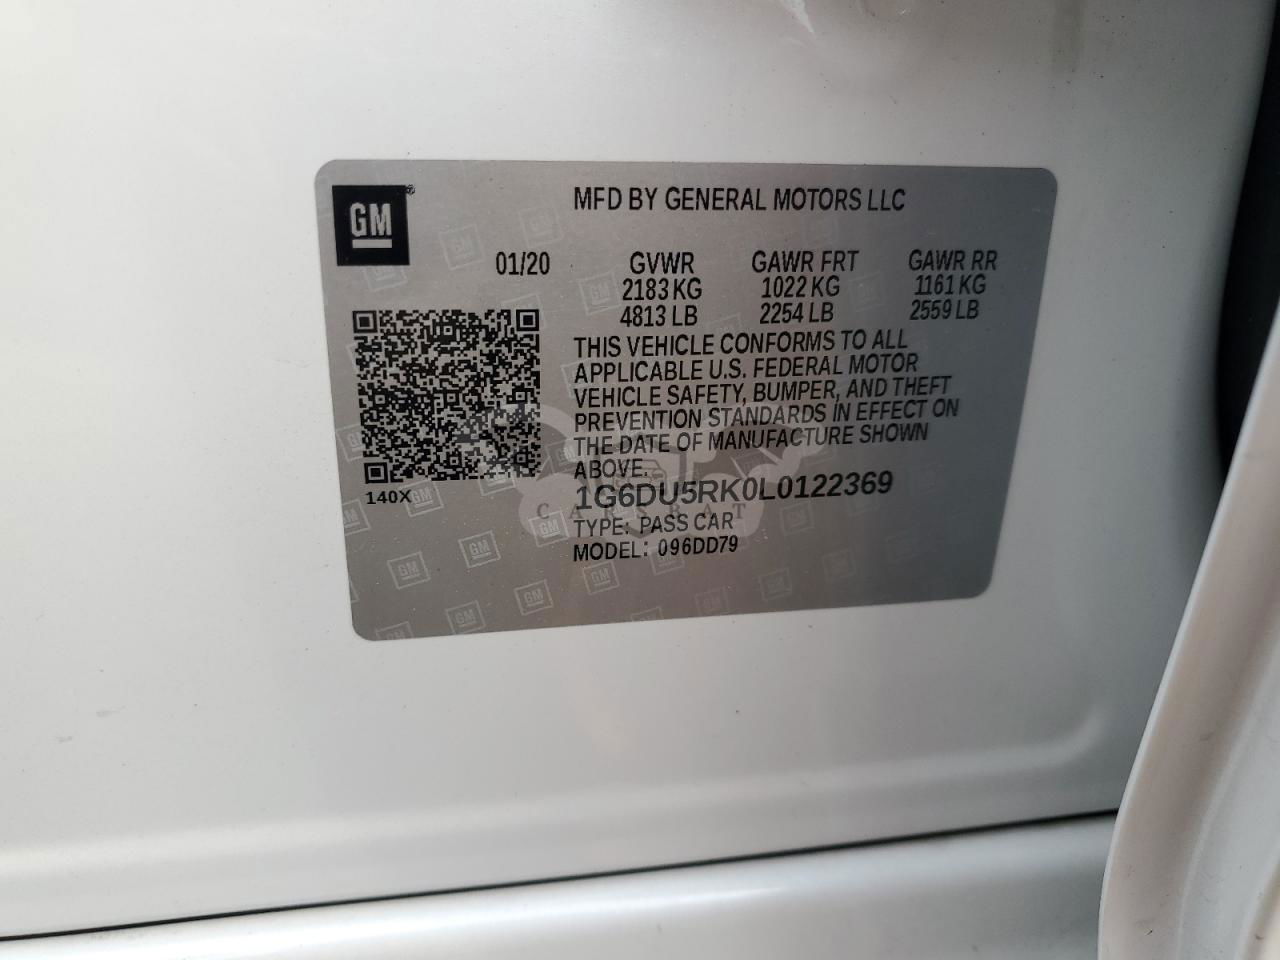 GM
MFD BY GENERAL MOTORS LLC
01/20
GVWR GAWR FRT GAWR RR
2183 KG 1022 KG 1161 KG
4813 LB 2254 LB 2559 LB
THIS VEHICLE CONFORMS TO ALL
APPLICABLE U.S. FEDERAL MOTOR
VEHICLE SAFETY, BUMPER, AND THEFT
PREVENTION STANDARDS IN EFFECT ON
THE DATE OF MANUFACTURE SHOWN
ABOVE.
140X
1G6DU5RK0L0122369
CARSBAT
TYPE: PASS CAR
MODEL: 096DD79